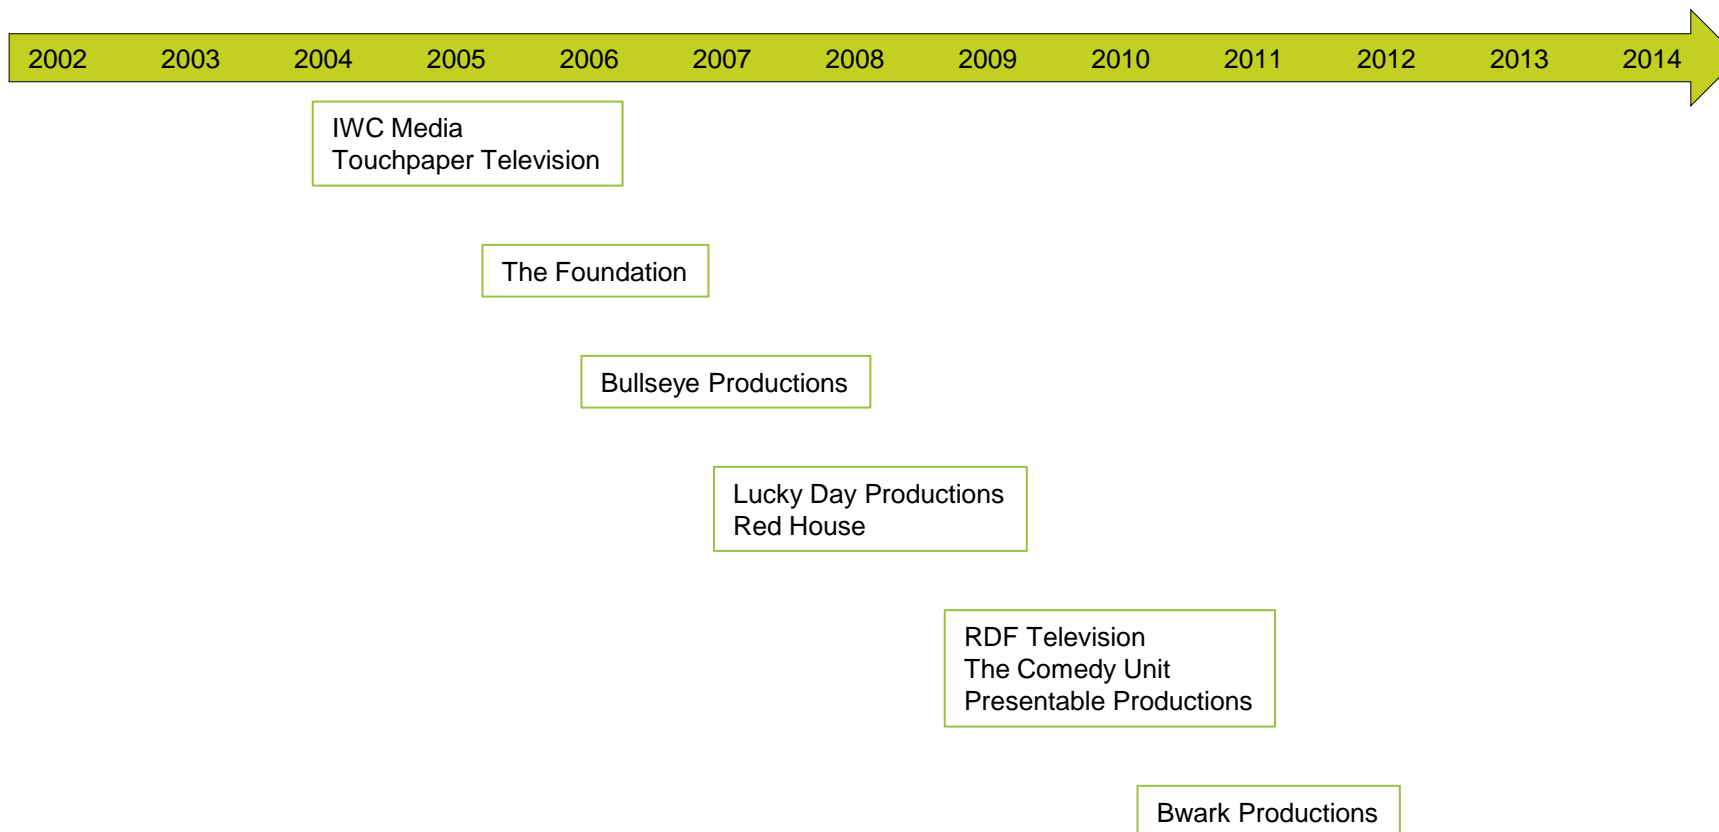 2002 2003 2004 2005 2006 2007 2008 2009 2010 2011 2012 2013 2014
IWC Media
Touchpaper Television
The Foundation
Bullseye Productions
Lucky Day Productions
Red House
RDF Television
The Comedy Unit
Presentable Productions
Bwark Productions